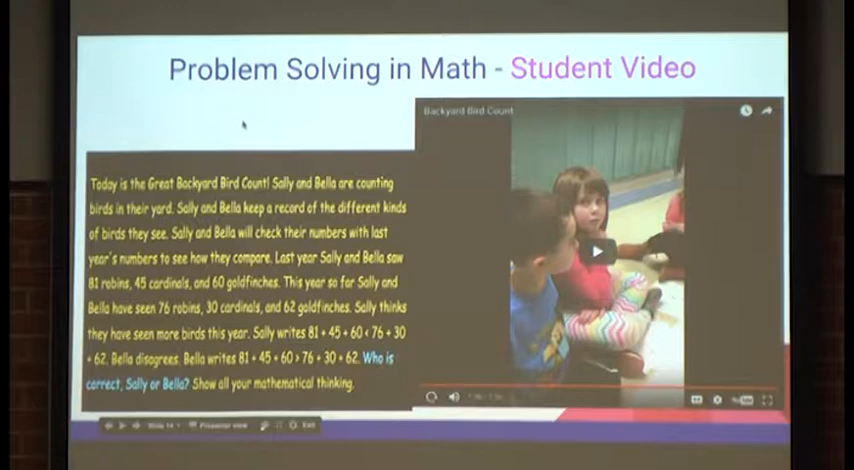 Problem Solving in Math - Student Video
Backyard Bird Count
Today is the Great Backyard Bird Count! Sally and Bella are counting
birds in their yard. Sally and Bella keep a record of the different kinds
of birds they see. Sally and Bella will check their numbers with last
year's numbers to see how they compare. Last year Sally and Bella saw
81 robins, 45 cardinals, and 60 goldfinches. This year so far Sally and
Bella have seen 76 robins, 30 cardinals, and 62 goldfinches. Sally thinks
they have seen more birds this year. Sally writes 81 + 45 + 60 < 76 + 30
+ 62. Bella disagrees. Bella writes 81 + 45 + 60 > 76 + 30 + 62. Who is
correct, Sally or Bella? Show all your mathematical thinking.
Slide 14
Presenter view
Exit